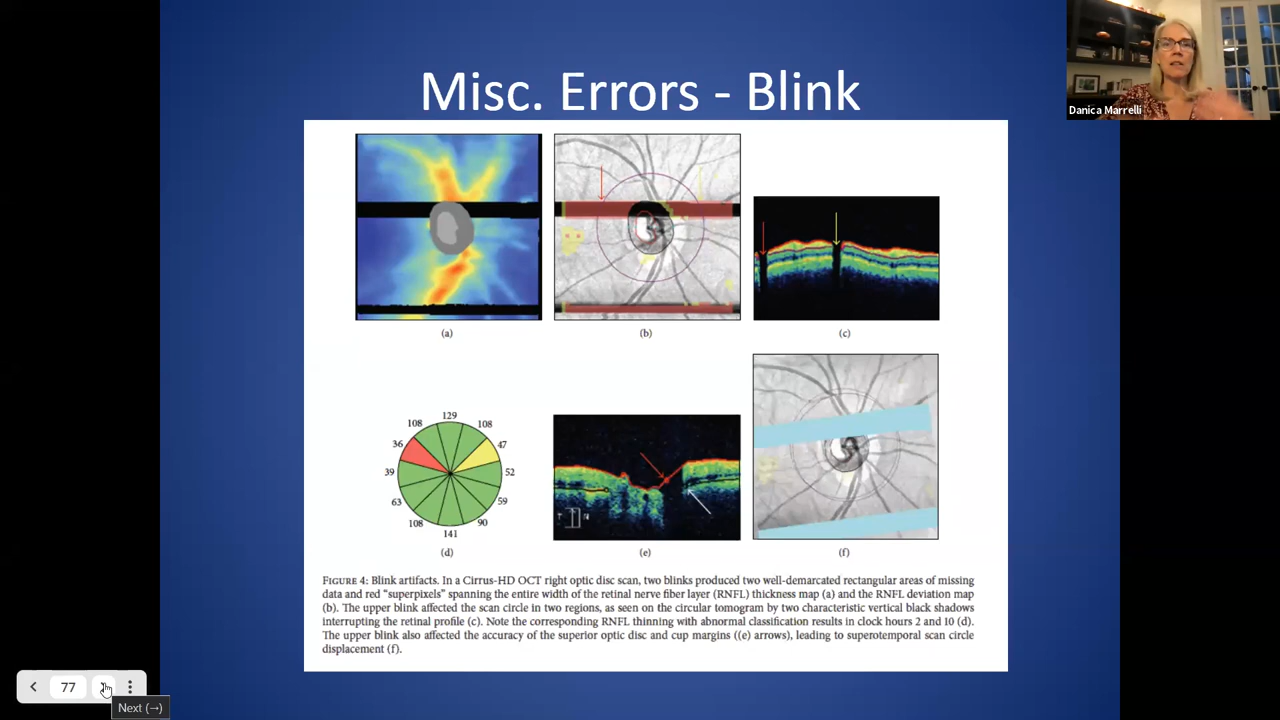 Misc. Errors - Blink
Danica Marrelli
(a)
(b)
(c)
129
108
108
36
47
39
52
63
59
108
90
141
T
N
(d)
(e)
(f)
FIGURE 4: Blink artifacts. In a Cirrus-HD OCT right optic disc scan, two blinks produced two well-demarcated rectangular areas of missing
data and red “superpixels” spanning the entire width of the retinal nerve fiber layer (RNFL) thickness map (a) and the RNFL deviation map
(b). The upper blink affected the scan circle in two regions, as seen on the circular tomogram by two characteristic vertical black shadows
interrupting the retinal profile (c). Note the corresponding RNFL thinning with abnormal classification results in clock hours 2 and 10 (d).
The upper blink also affected the accuracy of the superior optic disc and cup margins ((e) arrows), leading to superotemporal scan circle
displacement (f).
77
Next (→)